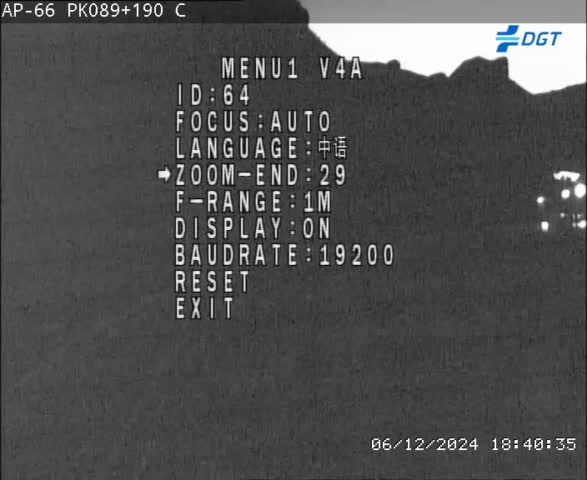 AP-66 PK089+190 C
DGT
MENU1 V4A
ID:64
FOCUS:AUTO
LANGUAGE:中语
ZOOM-END:29
F-RANGE:1M
DISPLAY:ON
BAUDRATE:19200
RESET
EXIT
06/12/2024 18:40:35